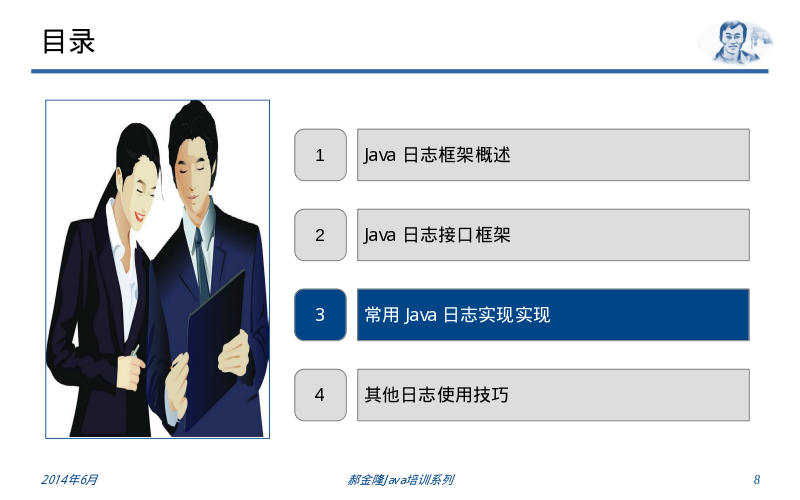 目录
1
Java 日志框架概述
2
Java 日志接口框架
3
常用 Java 日志实现实现
4
其他日志使用技巧
2014年6月
郝金隆Java培训系列
8